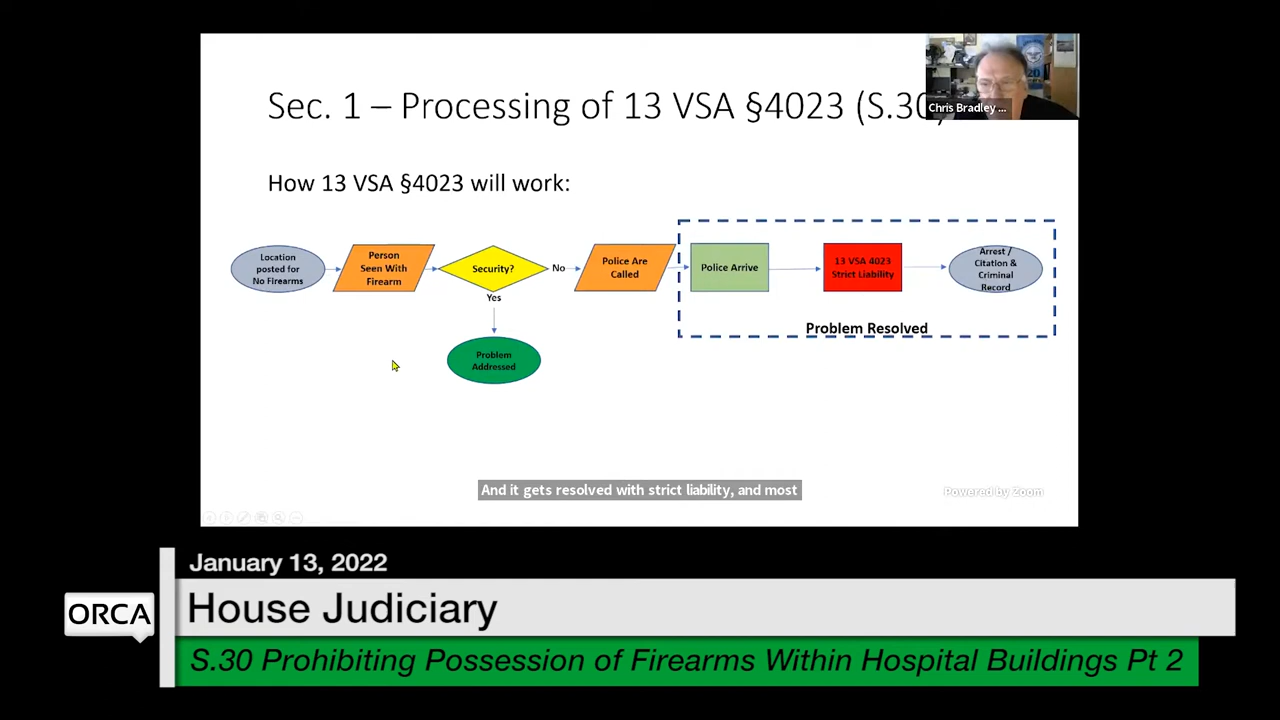 Sec. 1 – Processing of 13 VSA §4023 (S.30)
Chris Bradley ...
How 13 VSA §4023 will work:
Location
posted for
No Firearms
Person
Seen With
Firearm
Security?
No
Yes
Problem
Addressed
Police Are
Called
Police Arrive
13 VSA 4023
Strict Liability
Arrest /
Citation &
Criminal
Record
Problem Resolved
And it gets resolved with strict liability, and most
Powered by Zoom
January 13, 2022
ORCA
House Judiciary
S.30 Prohibiting Possession of Firearms Within Hospital Buildings Pt 2